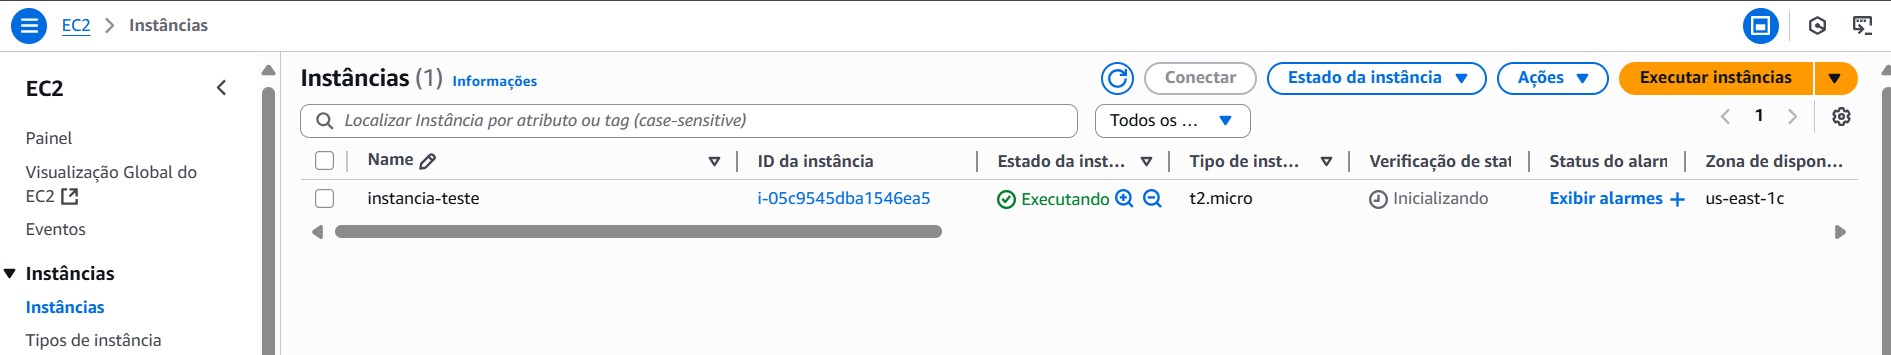 EC2 > Instâncias
EC2
Painel
Visualização Global do
EC2
Eventos
Instâncias
Instâncias
Tipos de instância
Instâncias (1) Informações
Conectar Estado da instância Ações Executar instâncias
Localizar Instância por atributo ou tag (case-sensitive) Todos os ... 1
Name ID da instância Estado da inst... Tipo de inst... Verificação de stat Status do alarn Zona de dispon...
instancia-teste i-05c9545dba1546ea5 Executando t2.micro Inicializando Exibir alarmes + us-east-1c